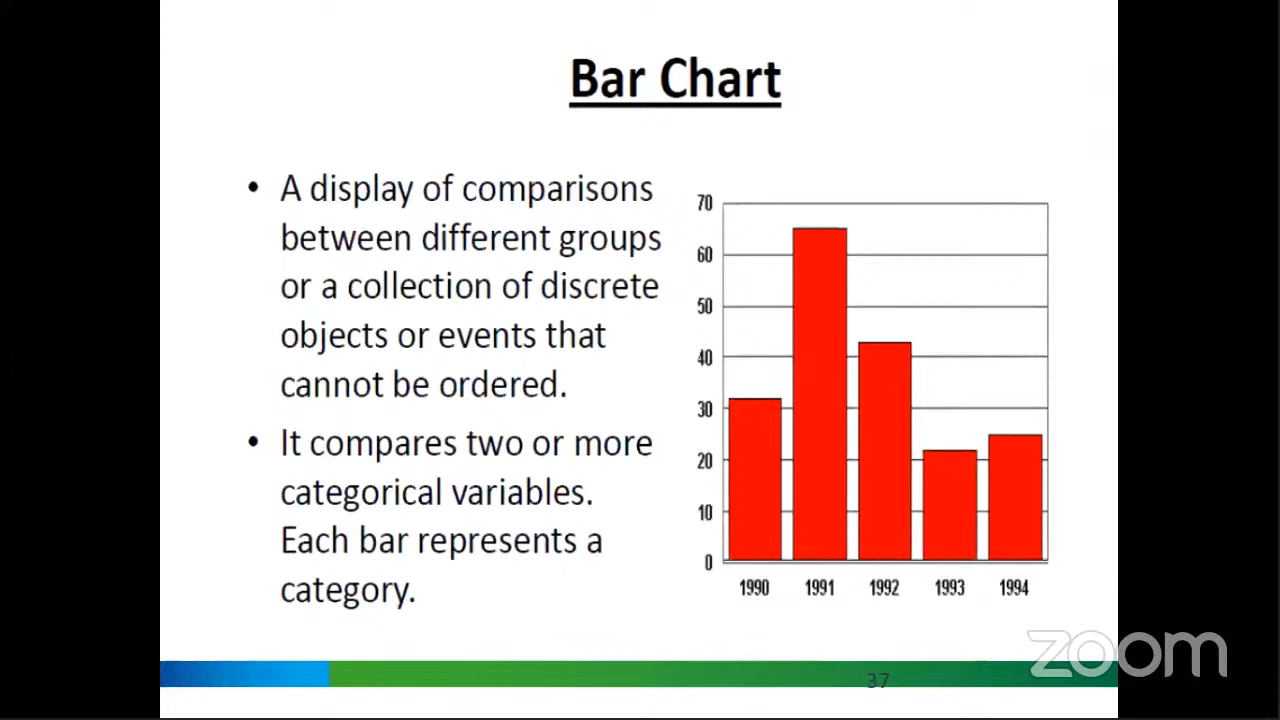 Bar Chart
• A display of comparisons
between different groups
or a collection of discrete
objects or events that
cannot be ordered.
• It compares two or more
categorical variables.
Each bar represents a
category.
70
60
50
40
30
20
10
0
1990 1991 1992 1993 1994
zoom
37